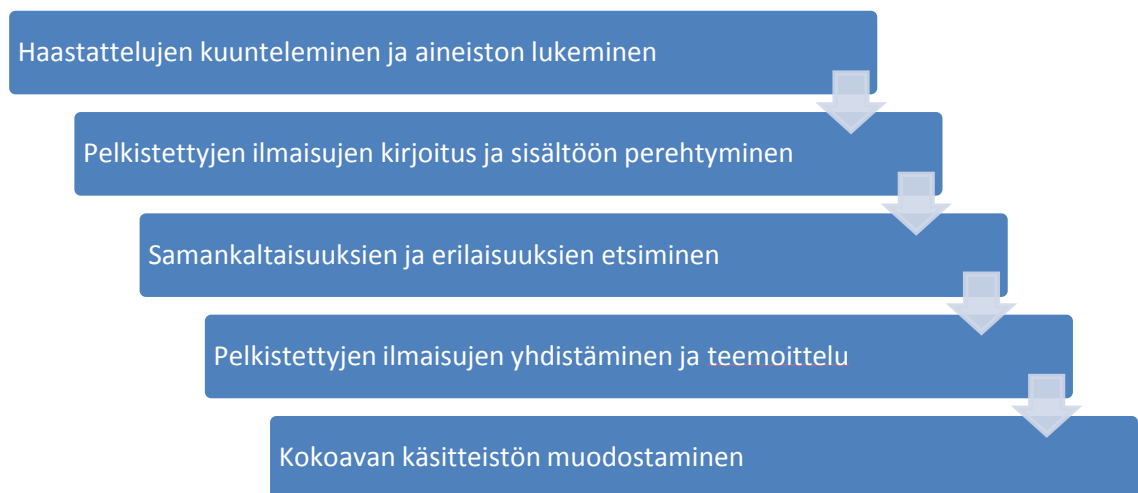 Haastattelujen kuunteleminen ja aineiston lukeminen
Pelkistettyjen ilmaisujen kirjoitus ja sisältöön perehtyminen
Samankaltaisuuksien ja erilaisuuksien etsiminen
Pelkistettyjen ilmaisujen yhdistäminen ja teemoittelu
Kokoavan käsitteistön muodostaminen